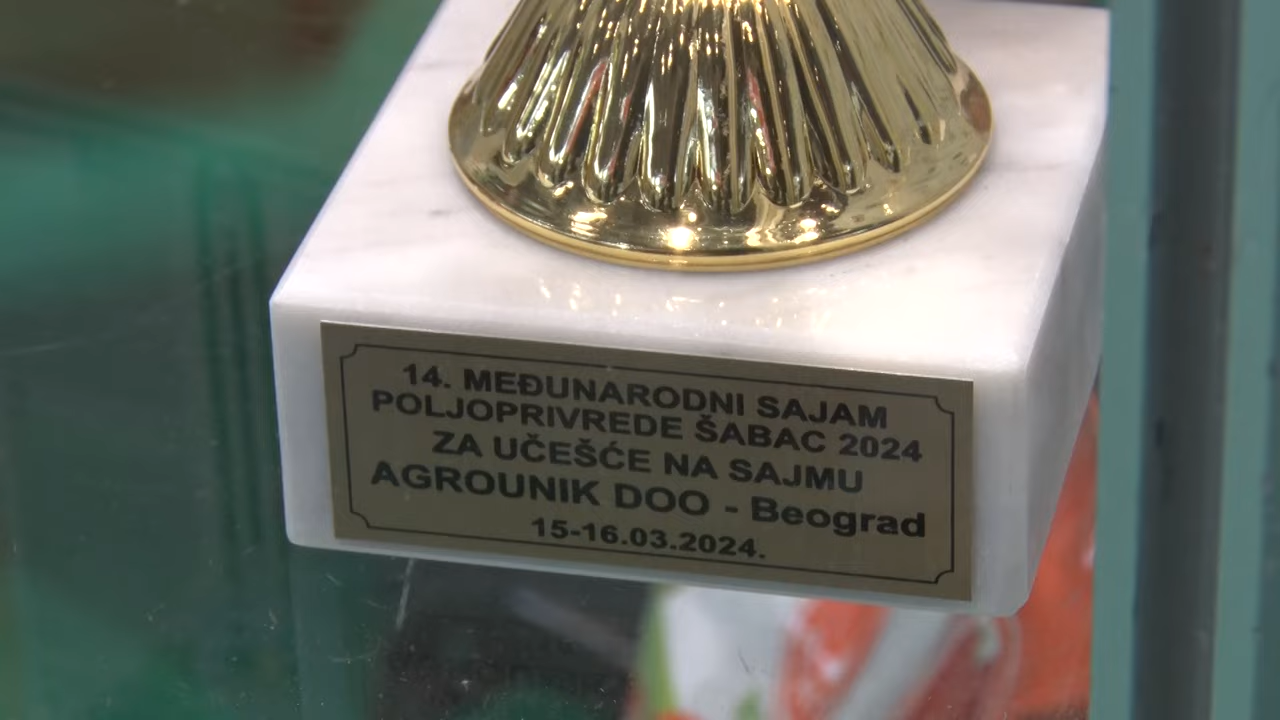 14. MEĐUNARODNI SAJAM
POLJOPRIVREDE ŠABAC 2024
ZA UČEŠĆE NA SAJMU
AGROUNIK DOO - Beograd
15-16.03.2024.